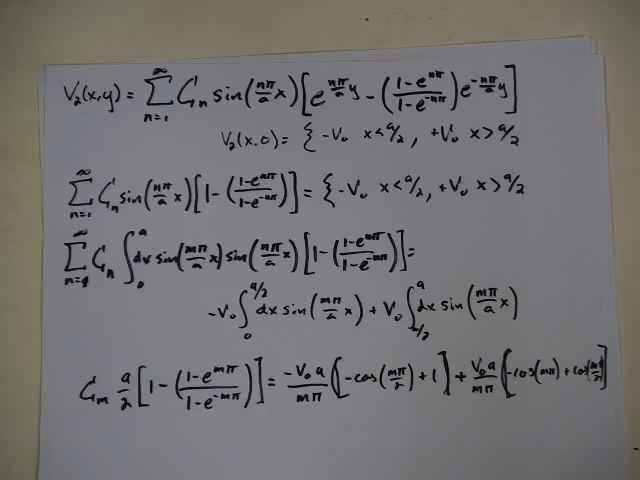 V₂(x,y) = ∑_{n=1}^{∞} C_n sin(nπ/a x) [e^{nπ/a y} - ((1-e^{nπ})/(1-e^{-nπ})) e^{-nπ/a y}]
V₂(x,0) = { -V₀ x<a/2, +V₀ x>a/2
∑_{n=1}^{∞} C_n sin(nπ/a x) [1 - ((1-e^{nπ})/(1-e^{-nπ}))] = { -V₀ x<a/2, +V₀ x>a/2
∑_{n=1}^{∞} C_n ∫_0^a dx sin(mπ/a x) sin(nπ/a x) [1 - ((1-e^{nπ})/(1-e^{-nπ}))] =
-V₀ ∫_0^{a/2} dx sin(mπ/a x) + V₀ ∫_{a/2}^a dx sin(mπ/a x)
C_m a/2 [1 - ((1-e^{mπ})/(1-e^{-mπ}))] = -V₀a/mπ [-cos(mπ/2) + 1] + V₀a/mπ [-cos(mπ) + cos(mπ/2)]